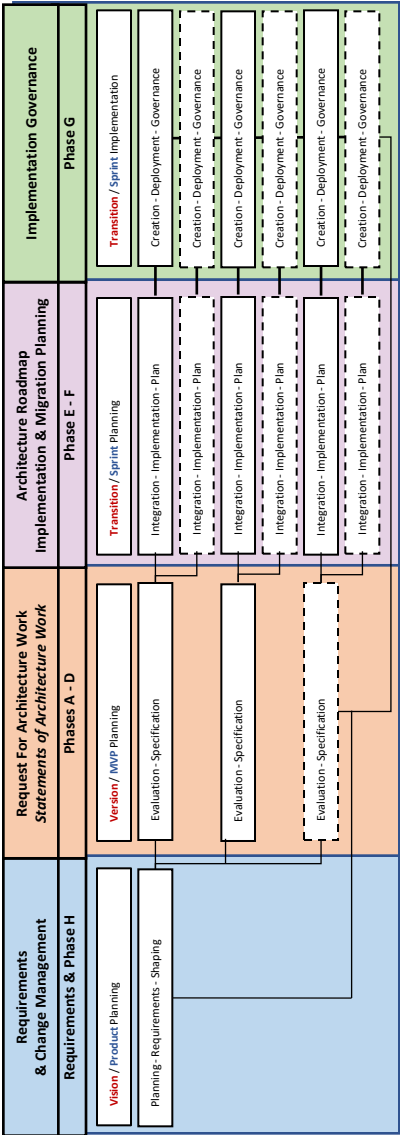 Requirements
& Change Management
Requirements & Phase H
Vision / Product Planning
Planning - Requirements - Shaping
Request For Architecture Work
Statements of Architecture Work
Phases A - D
Version / MVP Planning
Evaluation - Specification
Evaluation - Specification
Evaluation - Specification
Architecture Roadmap
Implementation & Migration Planning
Phase E - F
Transition / Sprint Planning
Integration - Implementation - Plan
Integration - Implementation - Plan
Integration - Implementation - Plan
Integration - Implementation - Plan
Integration - Implementation - Plan
Integration - Implementation - Plan
Implementation Governance
Phase G
Transition / Sprint Implementation
Creation - Deployment - Governance
Creation - Deployment - Governance
Creation - Deployment - Governance
Creation - Deployment - Governance
Creation - Deployment - Governance
Creation - Deployment - Governance